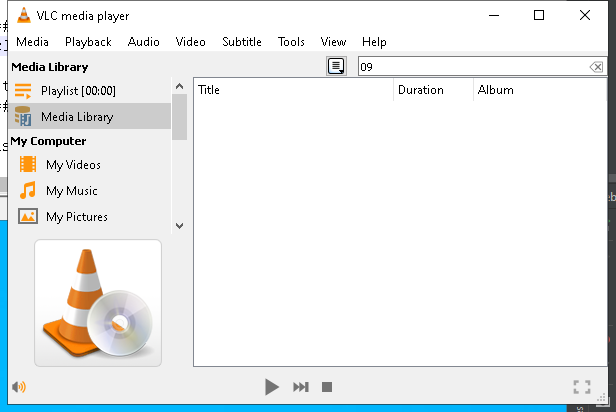 VLC media player
Media Playback Audio Video Subtitle Tools View Help
Media Library
09
Playlist [00:00]
Title Duration Album
Media Library
My Computer
My Videos
My Music
My Pictures